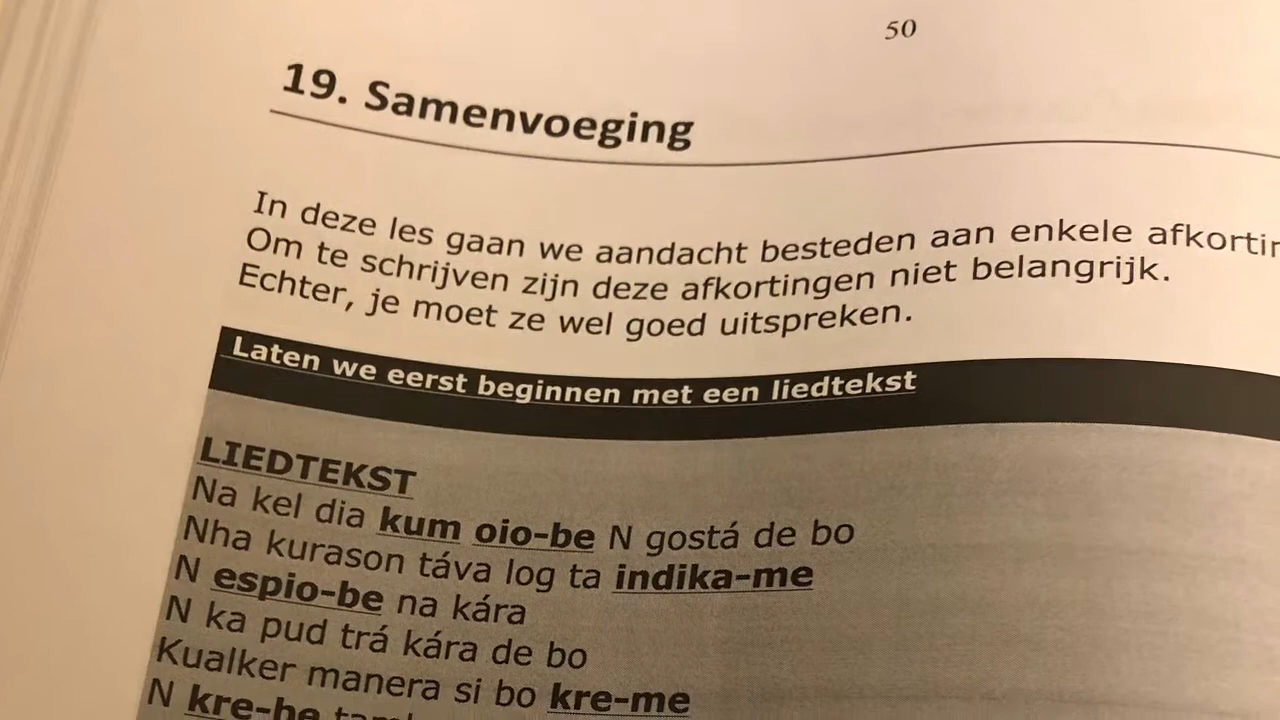 50
19. Samenvoeging
In deze les gaan we aandacht besteden aan enkele
Om te schrijven zijn deze afkortingen niet belangrijk.
Echter, je moet ze wel goed uitspreken.
Laten we eerst beginnen met een liedtekst
LIEDTEKST
Na kel dia kum oio-be N gostá de bo
Nha kurason táva log ta indika-me
N espio-be na kára
N ka pud trá kára de bo
Kualker manera si bo kre-me
N kre-be